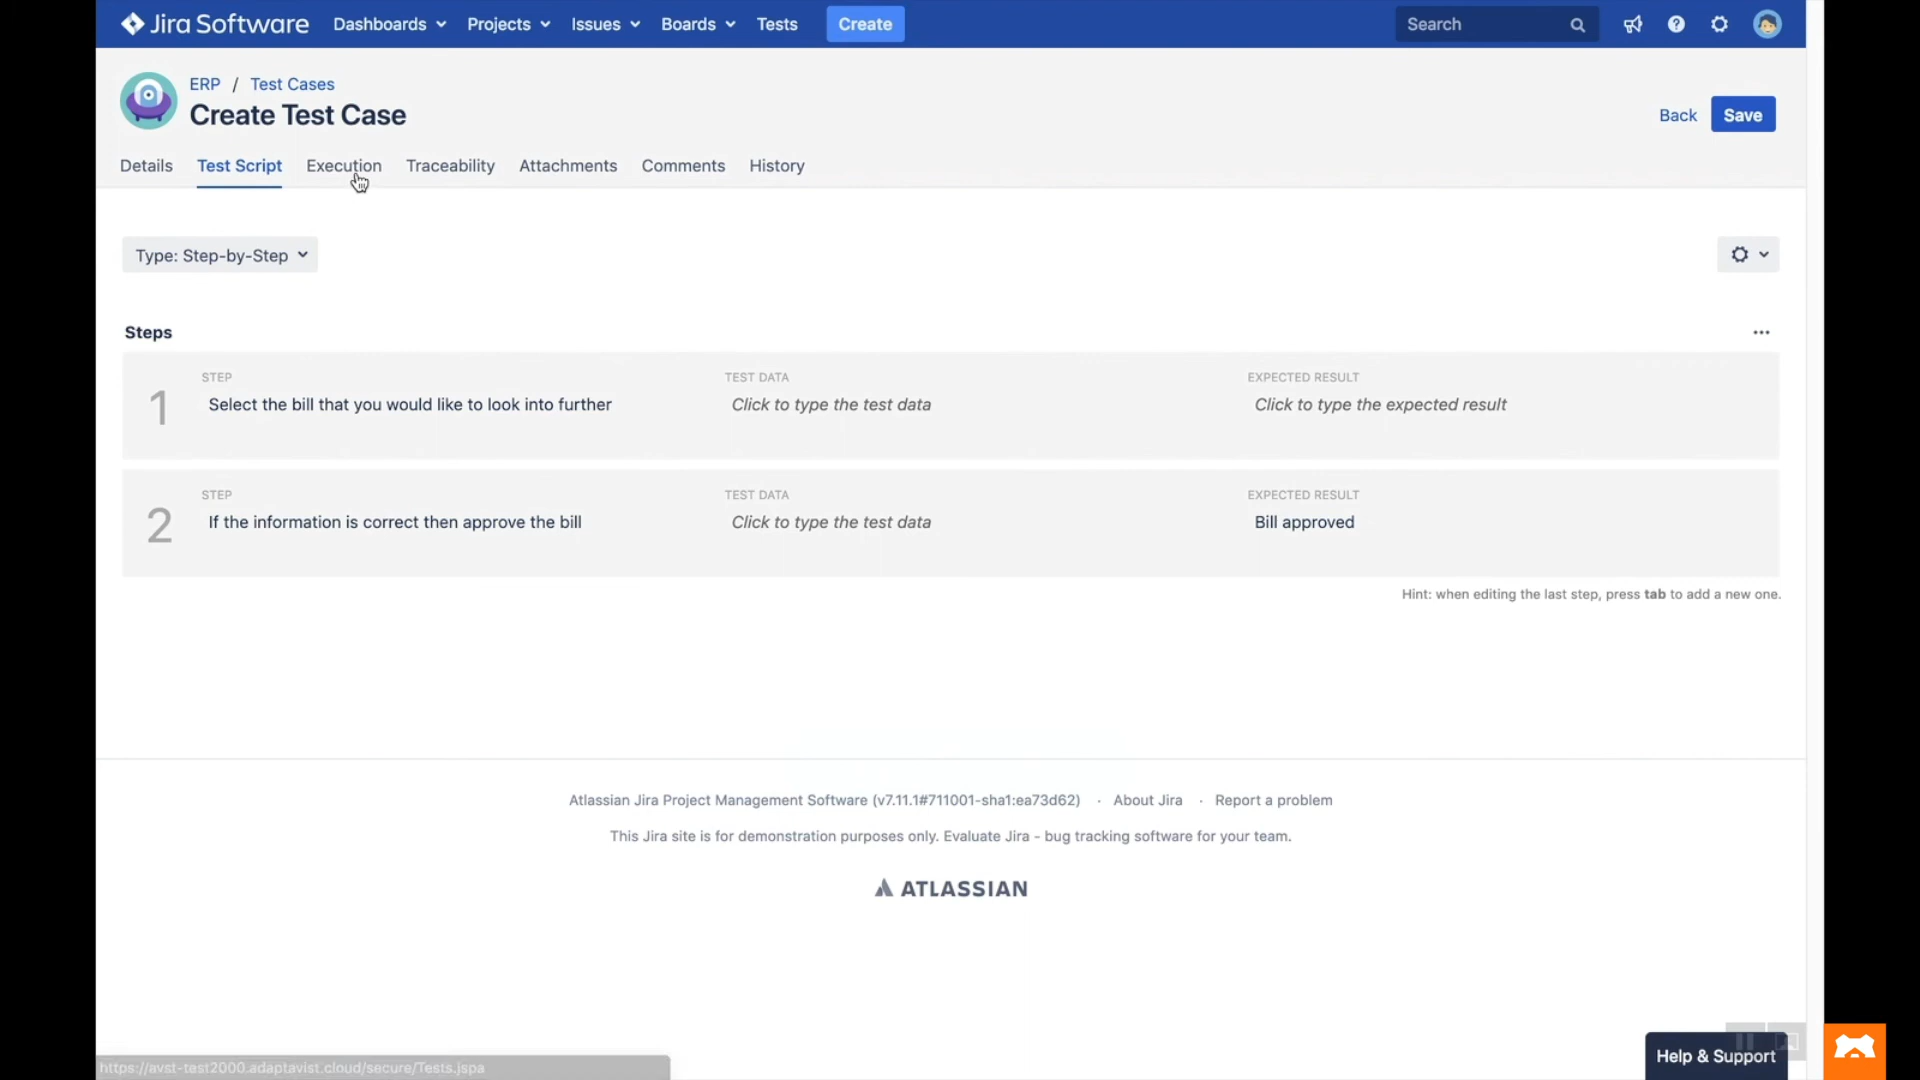 Jira Software Dashboards Projects Issues Boards Tests Create Search
ERP / Test Cases
Create Test Case
Back Save
Details Test Script Execution Traceability Attachments Comments History
Type: Step-by-Step
Steps
STEP TEST DATA EXPECTED RESULT
1 Select the bill that you would like to look into further Click to type the test data Click to type the expected result
STEP TEST DATA EXPECTED RESULT
2 If the information is correct then approve the bill Click to type the test data Bill approved
Hint: when editing the last step, press tab to add a new one.
Atlassian Jira Project Management Software (v7.11.1#711001-sha1:ea73d62) · About Jira · Report a problem
This Jira site is for demonstration purposes only. Evaluate Jira - bug tracking software for your team.
ATLASSIAN
Help & Support
https://avst-test2000.adaptavist.cloud/secure/Tests.jspa